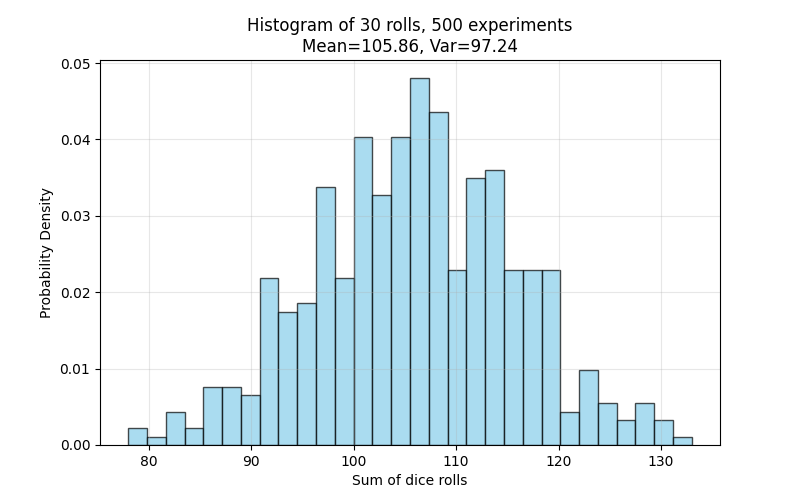 Histogram of 30 rolls, 500 experiments
Mean=105.86, Var=97.24
0.05
0.04
0.03
0.02
0.01
0.00
Probability Density
80 90 100 110 120 130
Sum of dice rolls